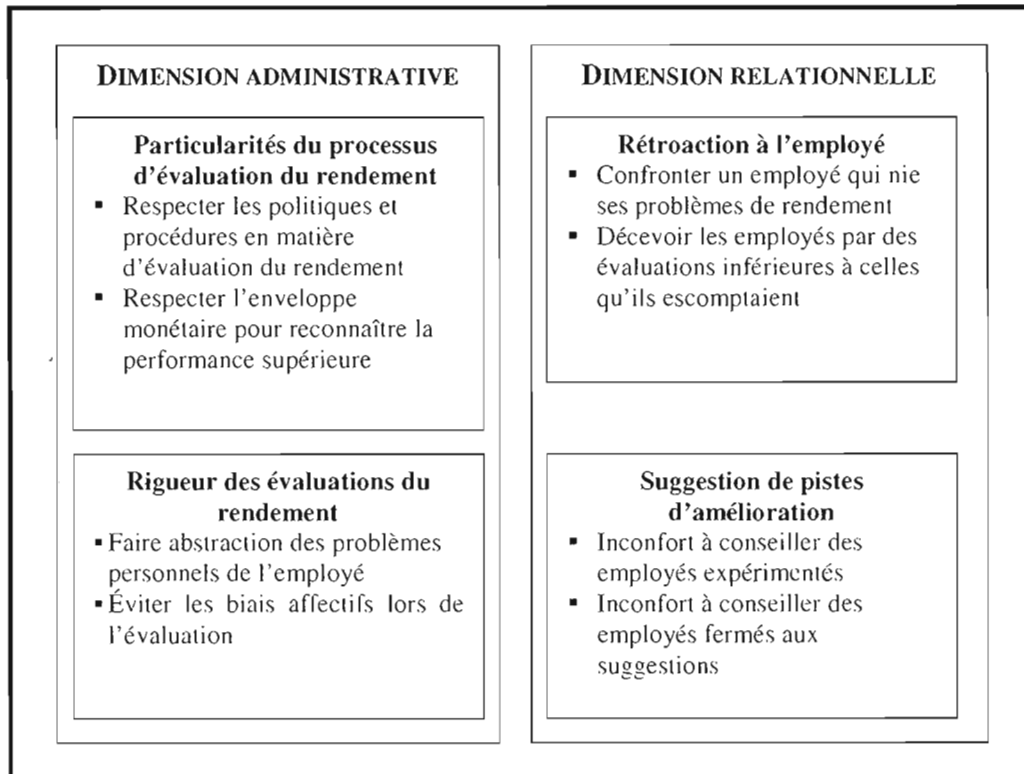 DIMENSION ADMINISTRATIVE
Particularités du processus
d'évaluation du rendement
▪ Respecter les politiques et
procédures en matière
d'évaluation du rendement
▪ Respecter l'enveloppe
monétaire pour reconnaître la
performance supérieure
Rigueur des évaluations du
rendement
▪ Faire abstraction des problèmes
personnels de l'employé
▪ Éviter les biais affectifs lors de
l'évaluation
DIMENSION RELATIONNELLE
Rétroaction à l'employé
▪ Confronter un employé qui nie
ses problèmes de rendement
▪ Décevoir les employés par des
évaluations inférieures à celles
qu'ils escomptaient
Suggestion de pistes
d'amélioration
▪ Inconfort à conseiller des
employés expérimentés
▪ Inconfort à conseiller des
employés fermés aux
suggestions